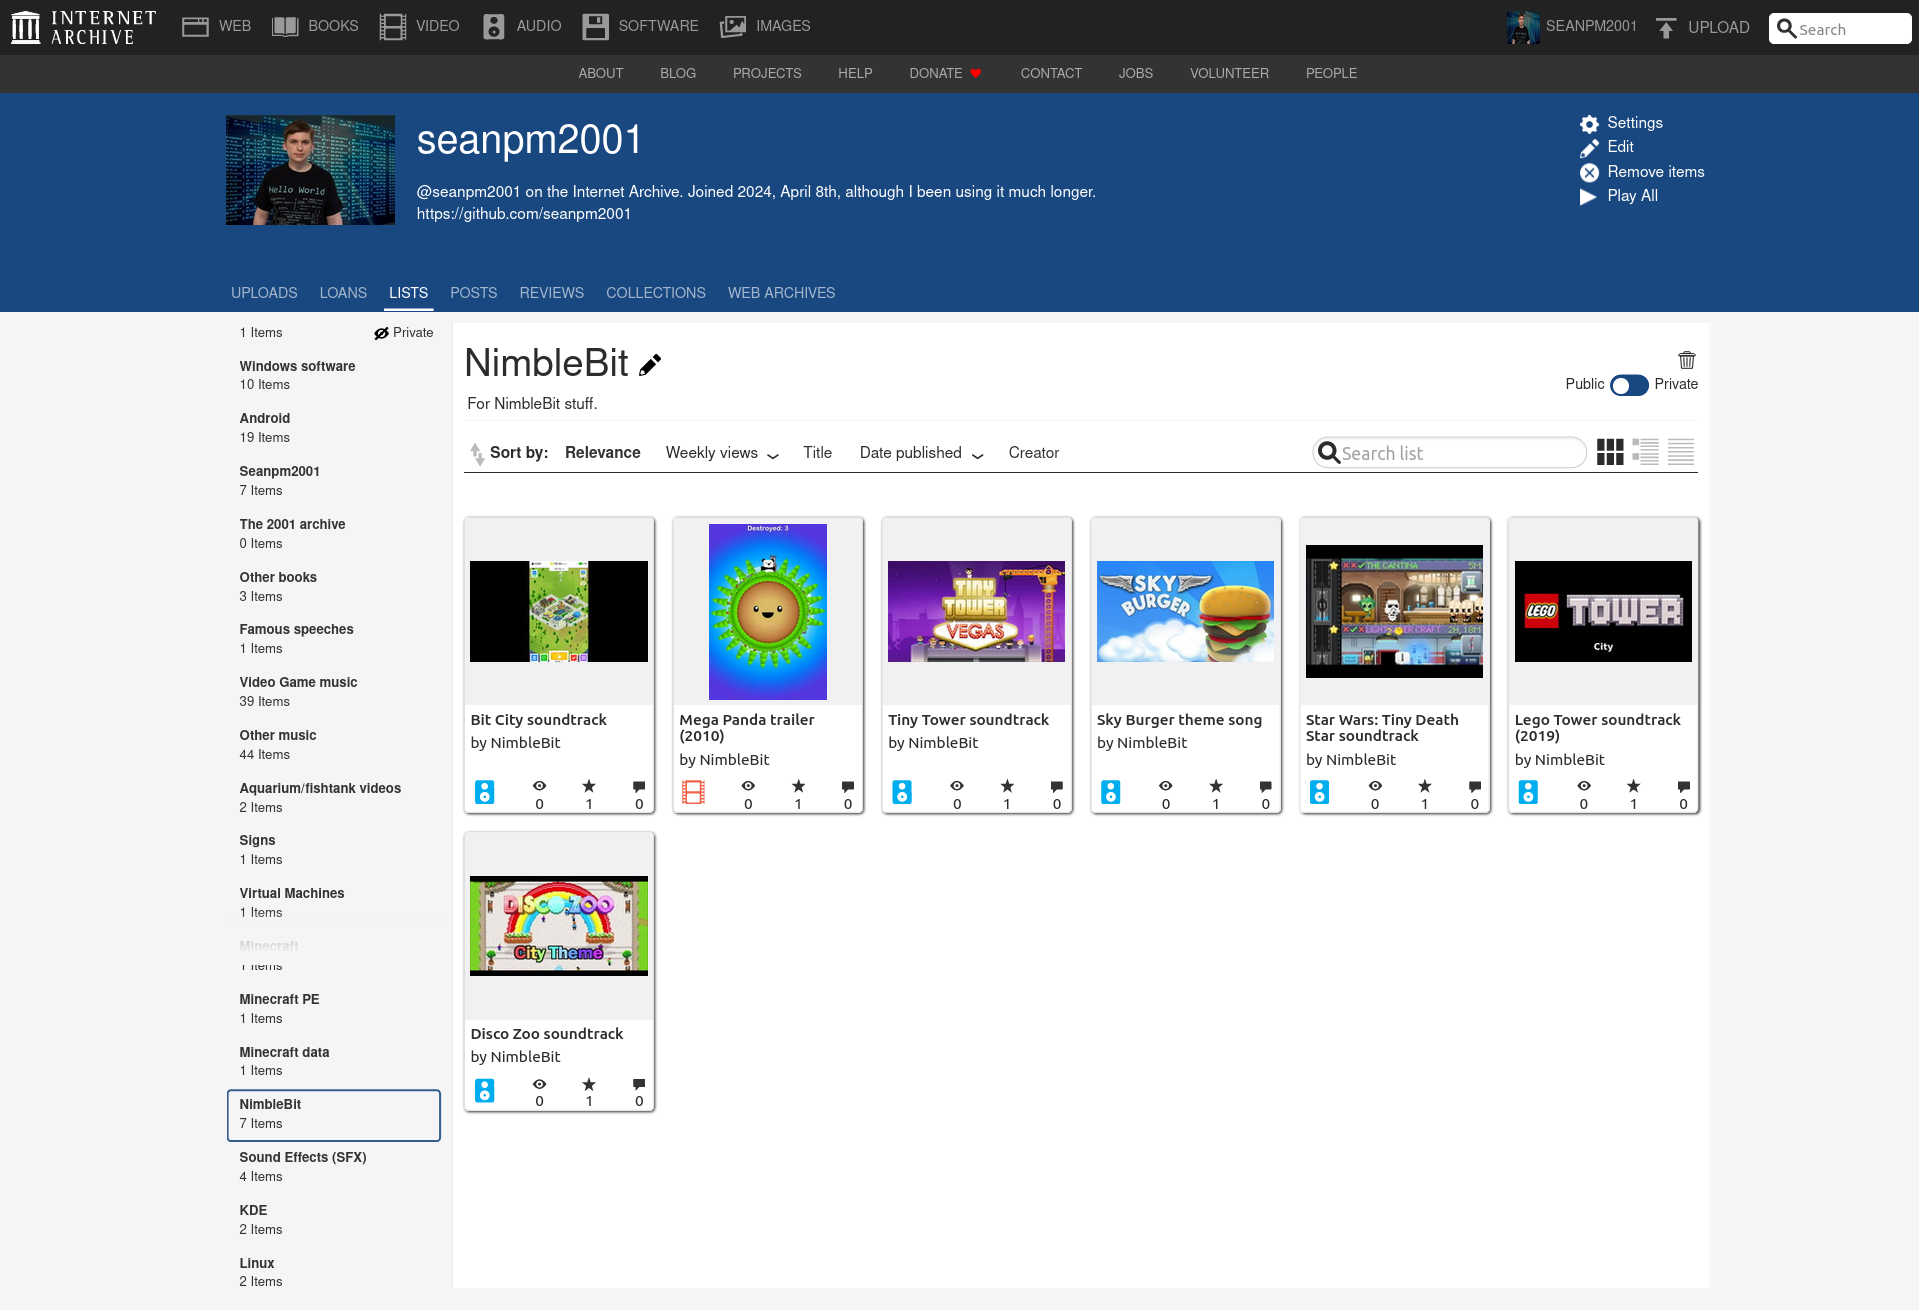 INTERNET
ARCHIVE
WEB
BOOKS
VIDEO
AUDIO
SOFTWARE
IMAGES
SEANPM2001
UPLOAD
Search
ABOUT
BLOG
PROJECTS
HELP
DONATE
CONTACT
JOBS
VOLUNTEER
PEOPLE
Hello World
seanpm2001
@seanpm2001 on the Internet Archive. Joined 2024, April 8th, although I been using it much longer.
https://github.com/seanpm2001
Settings
Edit
Remove items
Play All
UPLOADS
LOANS
LISTS
POSTS
REVIEWS
COLLECTIONS
WEB ARCHIVES
1 Items
Private
Windows software
10 Items
Android
19 Items
Seanpm2001
7 Items
The 2001 archive
0 Items
Other books
3 Items
Famous speeches
1 Items
Video Game music
39 Items
Other music
44 Items
Aquarium/fishtank videos
2 Items
Signs
1 Items
Virtual Machines
1 Items
Minecraft
1 Items
Minecraft PE
1 Items
Minecraft data
1 Items
NimbleBit
7 Items
Sound Effects (SFX)
4 Items
KDE
2 Items
Linux
2 Items
NimbleBit
Public
Private
For NimbleBit stuff.
Sort by:
Relevance
Weekly views
Title
Date published
Creator
Search list
Bit City soundtrack
by NimbleBit
0
1
0
Destroyed: 3
Mega Panda trailer
(2010)
by NimbleBit
0
1
0
TINY
TOWER
VEGAS
Tiny Tower soundtrack
by NimbleBit
0
1
0
SKY
BURGER
Sky Burger theme song
by NimbleBit
0
1
0
THE CANTINA
5M
2H, 18M
Star Wars: Tiny Death
Star soundtrack
by NimbleBit
0
1
0
LEGO
TOWER
City
Lego Tower soundtrack
(2019)
by NimbleBit
0
1
0
DISCO ZOO
City Theme
Disco Zoo soundtrack
by NimbleBit
0
1
0